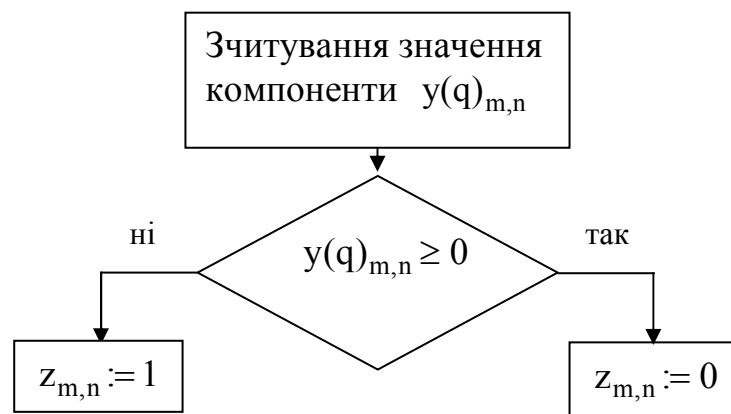 Зчитування значення
компоненти y(q)m,n
y(q)m,n ≥ 0
ні
так
zm,n := 1
zm,n := 0